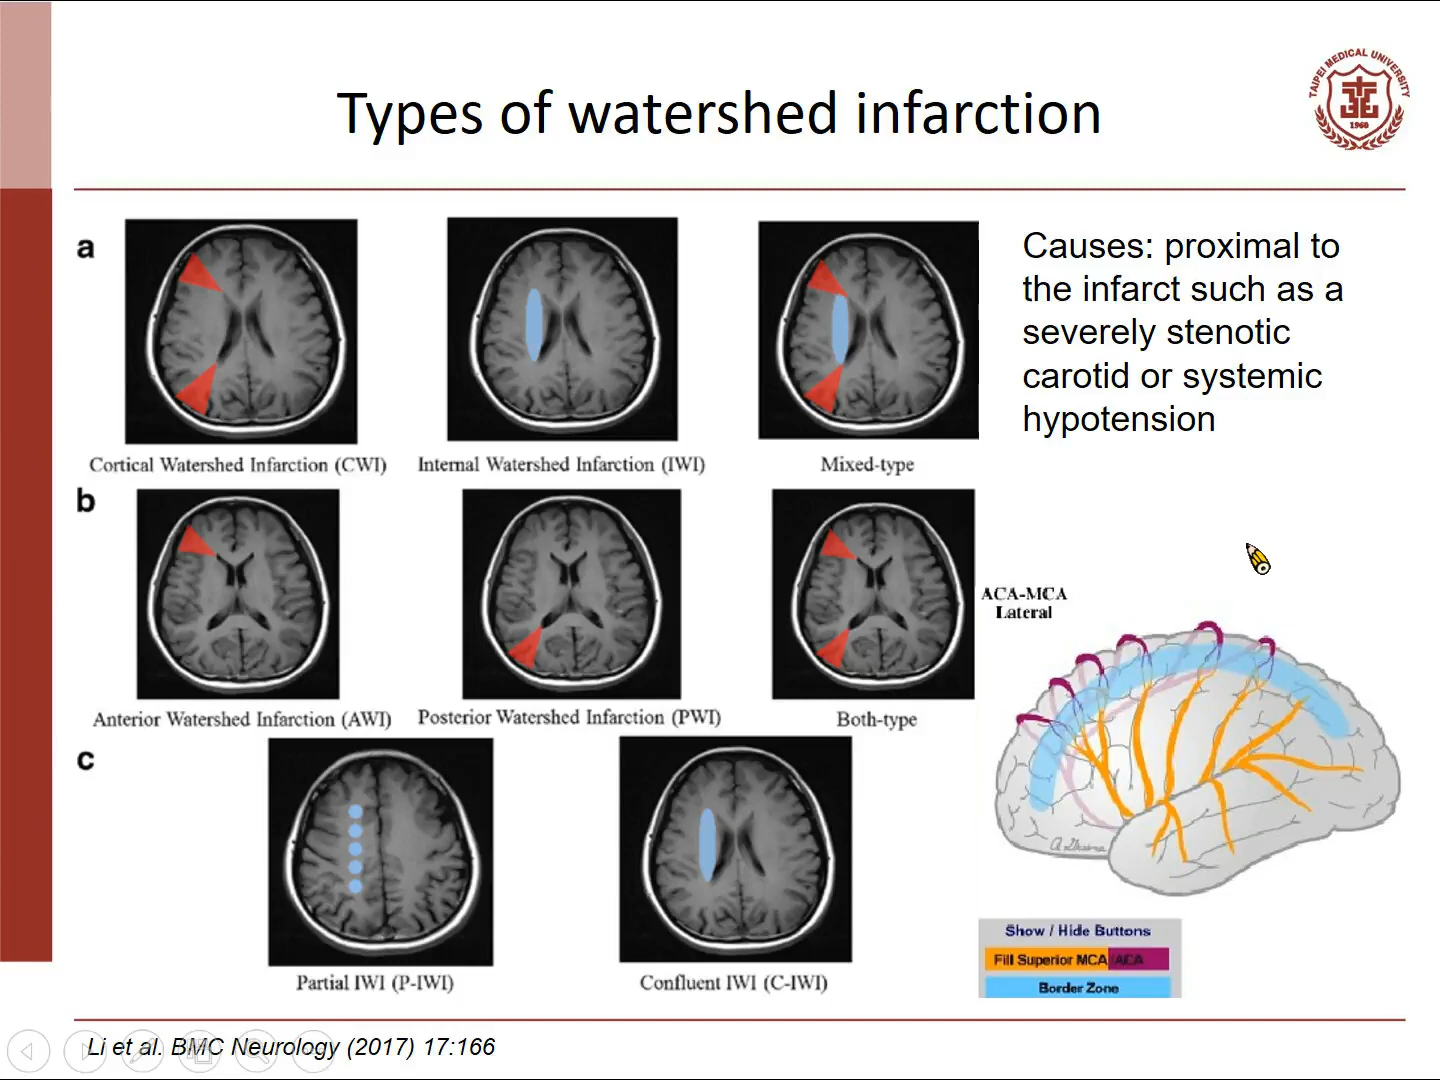 Types of watershed infarction
TAIPEI MEDICAL UNIVERSITY
1960
a
Cortical Watershed Infarction (CWI)
Internal Watershed Infarction (IWI)
Mixed-type
Causes: proximal to
the infarct such as a
severely stenotic
carotid or systemic
hypotension
b
Anterior Watershed Infarction (AWI)
Posterior Watershed Infarction (PWI)
Both-type
c
Partial IWI (P-IWI)
Confluent IWI (C-IWI)
ACA-MCA
Lateral
Show / Hide Buttons
Fill Superior MCA ACA
Border Zone
Li et al. BMC Neurology (2017) 17:166